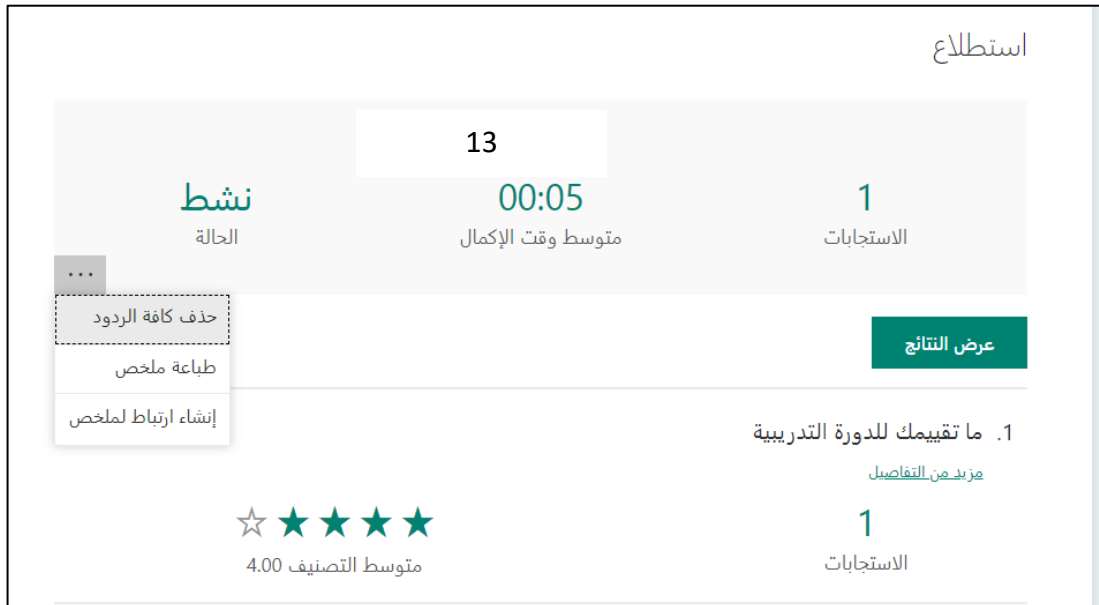 استطلاع
13
1
الاستجابات
00:05
متوسط وقت الإكمال
نشط
الحالة
...
حذف كافة الردود
طباعة ملخص
إنشاء ارتباط لملخص
عرض النتائج
1. ما تقييمك للدورة التدريبية
مزيد من التفاصيل
1
الاستجابات
متوسط التصنيف 4.00